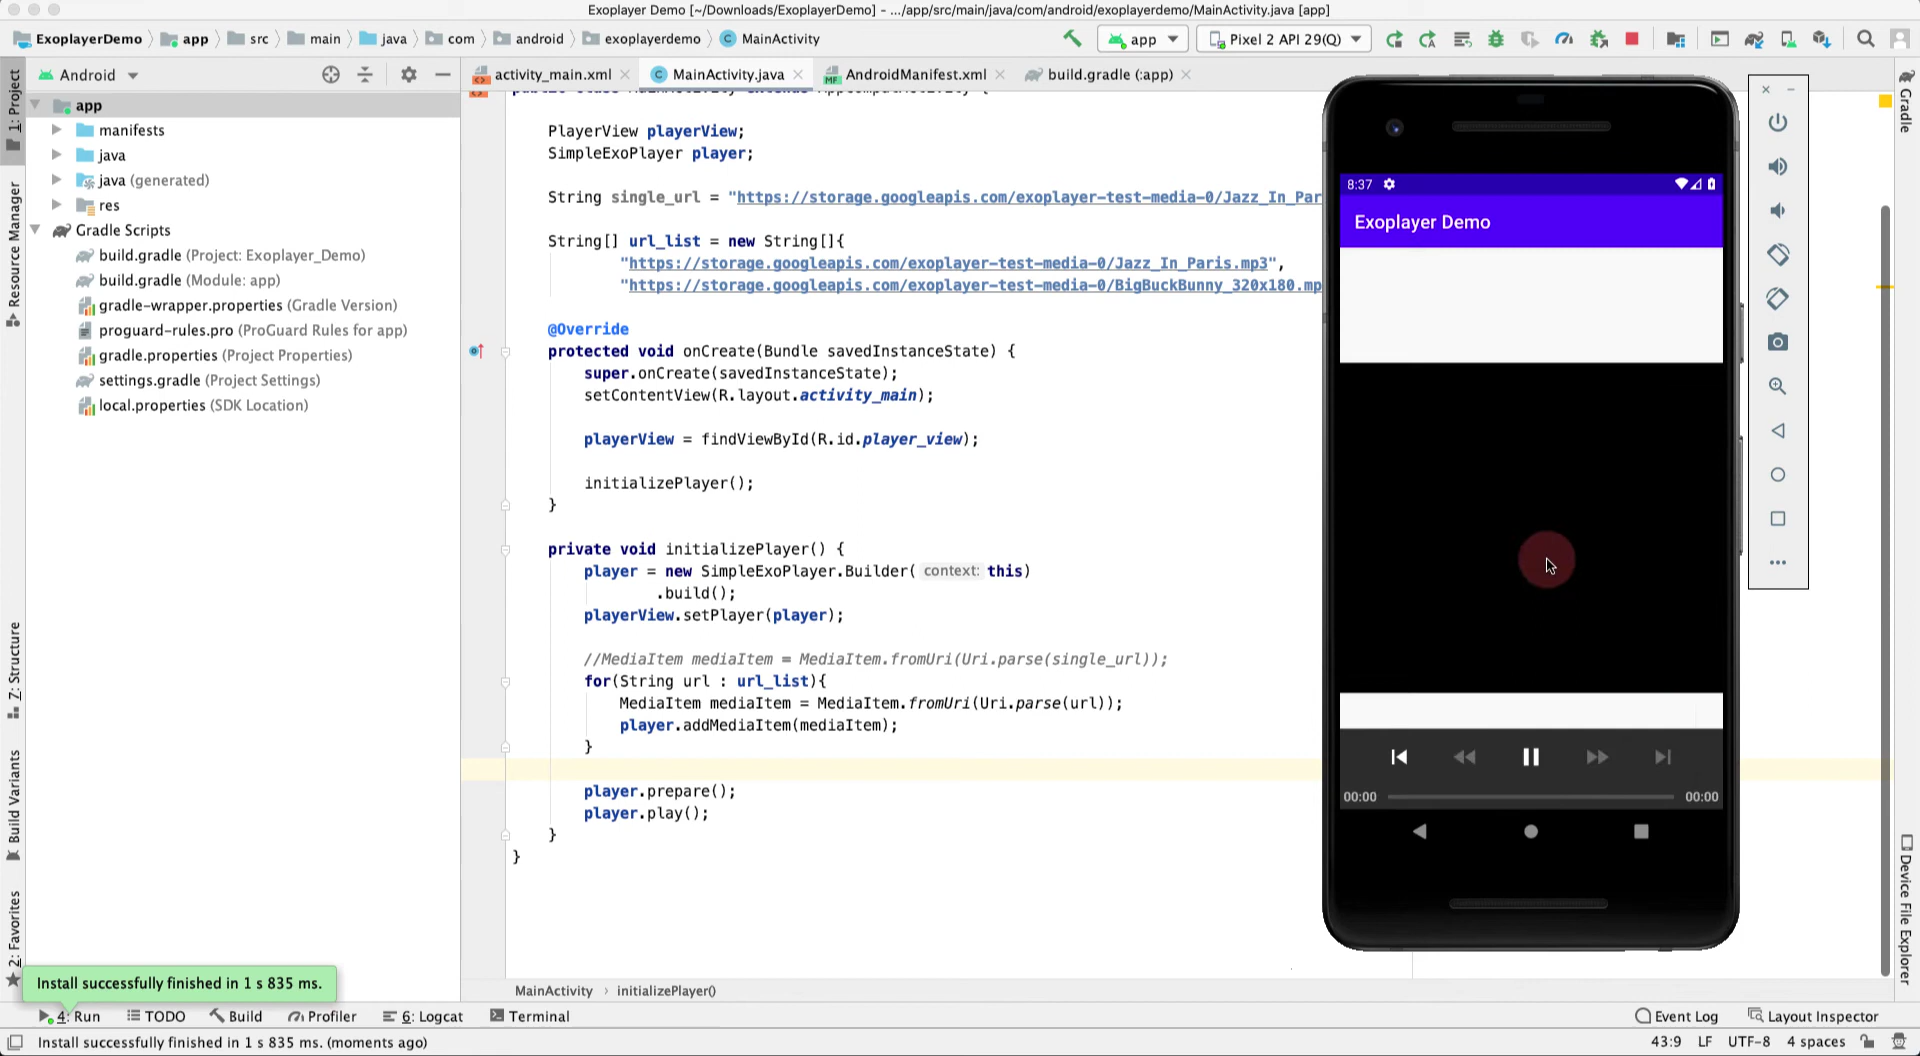 Exoplayer Demo [~/Downloads/ExoplayerDemo] - .../app/src/main/java/com/android/exoplayerdemo/MainActivity.java [app]
ExoplayerDemo app src main java com android exoplayerdemo MainActivity
app
Pixel 2 API 29(Q)
Android
activity_main.xml
MainActivity.java
AndroidManifest.xml
build.gradle (:app)
1: Project
Resource Manager
Z: Structure
Build Variants
2: Favorites
app
manifests
java
java (generated)
res
Gradle Scripts
build.gradle (Project: Exoplayer_Demo)
build.gradle (Module: app)
gradle-wrapper.properties (Gradle Version)
proguard-rules.pro (ProGuard Rules for app)
gradle.properties (Project Properties)
settings.gradle (Project Settings)
local.properties (SDK Location)
PlayerView playerView;
SimpleExoPlayer player;
String single_url = "https://storage.googleapis.com/exoplayer-test-media-0/Jazz_In_Par
String[] url_list = new String[]{
"https://storage.googleapis.com/exoplayer-test-media-0/Jazz_In_Paris.mp3",
"https://storage.googleapis.com/exoplayer-test-media-0/BigBuckBunny_320x180.mp
@Override
protected void onCreate(Bundle savedInstanceState) {
super.onCreate(savedInstanceState);
setContentView(R.layout.activity_main);
playerView = findViewById(R.id.player_view);
initializePlayer();
}
private void initializePlayer() {
player = new SimpleExoPlayer.Builder( context: this)
.build();
playerView.setPlayer(player);
//MediaItem mediaItem = MediaItem.fromUri(Uri.parse(single_url));
for(String url : url_list){
MediaItem mediaItem = MediaItem.fromUri(Uri.parse(url));
player.addMediaItem(mediaItem);
}
player.prepare();
player.play();
}
}
8:37
Exoplayer Demo
00:00
00:00
Gradle
Device File Explorer
MainActivity › initializePlayer()
Install successfully finished in 1 s 835 ms.
4: Run TODO Build Profiler 6: Logcat Terminal
Event Log Layout Inspector
Install successfully finished in 1 s 835 ms. (moments ago)
43:9 LF UTF-8 4 spaces